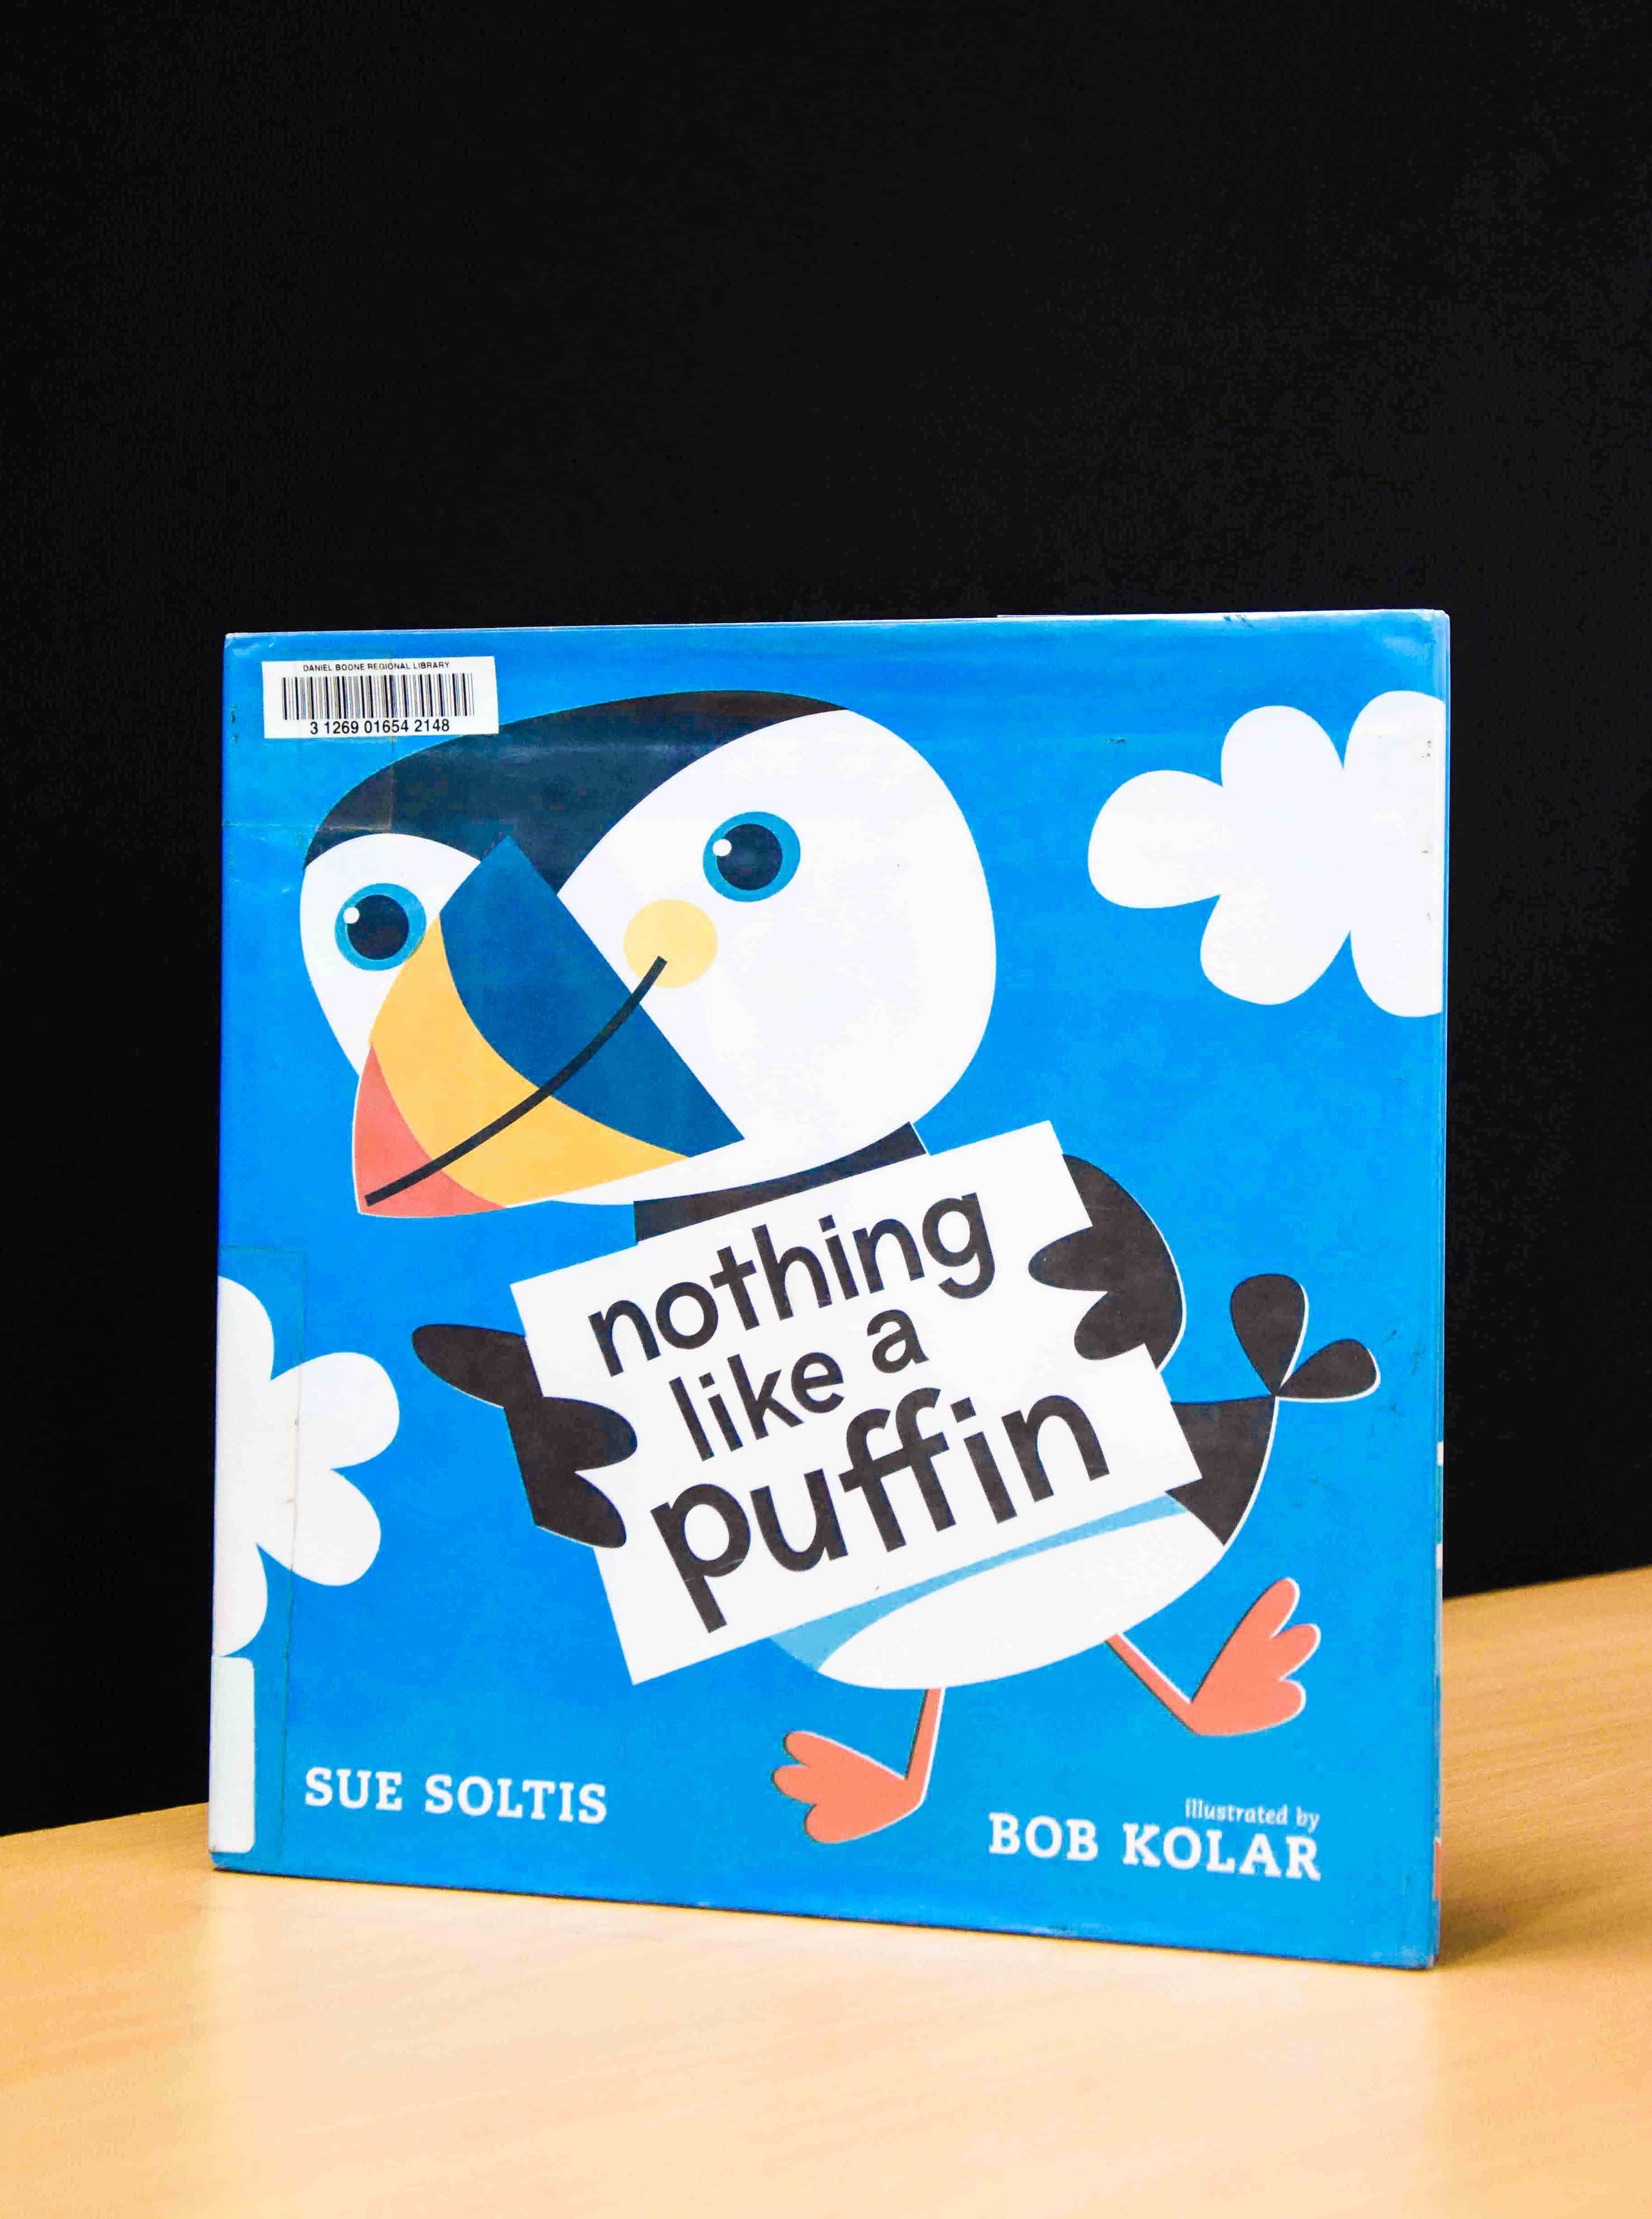 DANIEL BOONE REGIONAL LIBRARY
3 1269 01654 2148
nothing
like a
puffin
SUE SOLTIS
illustrated by
BOB KOLAR